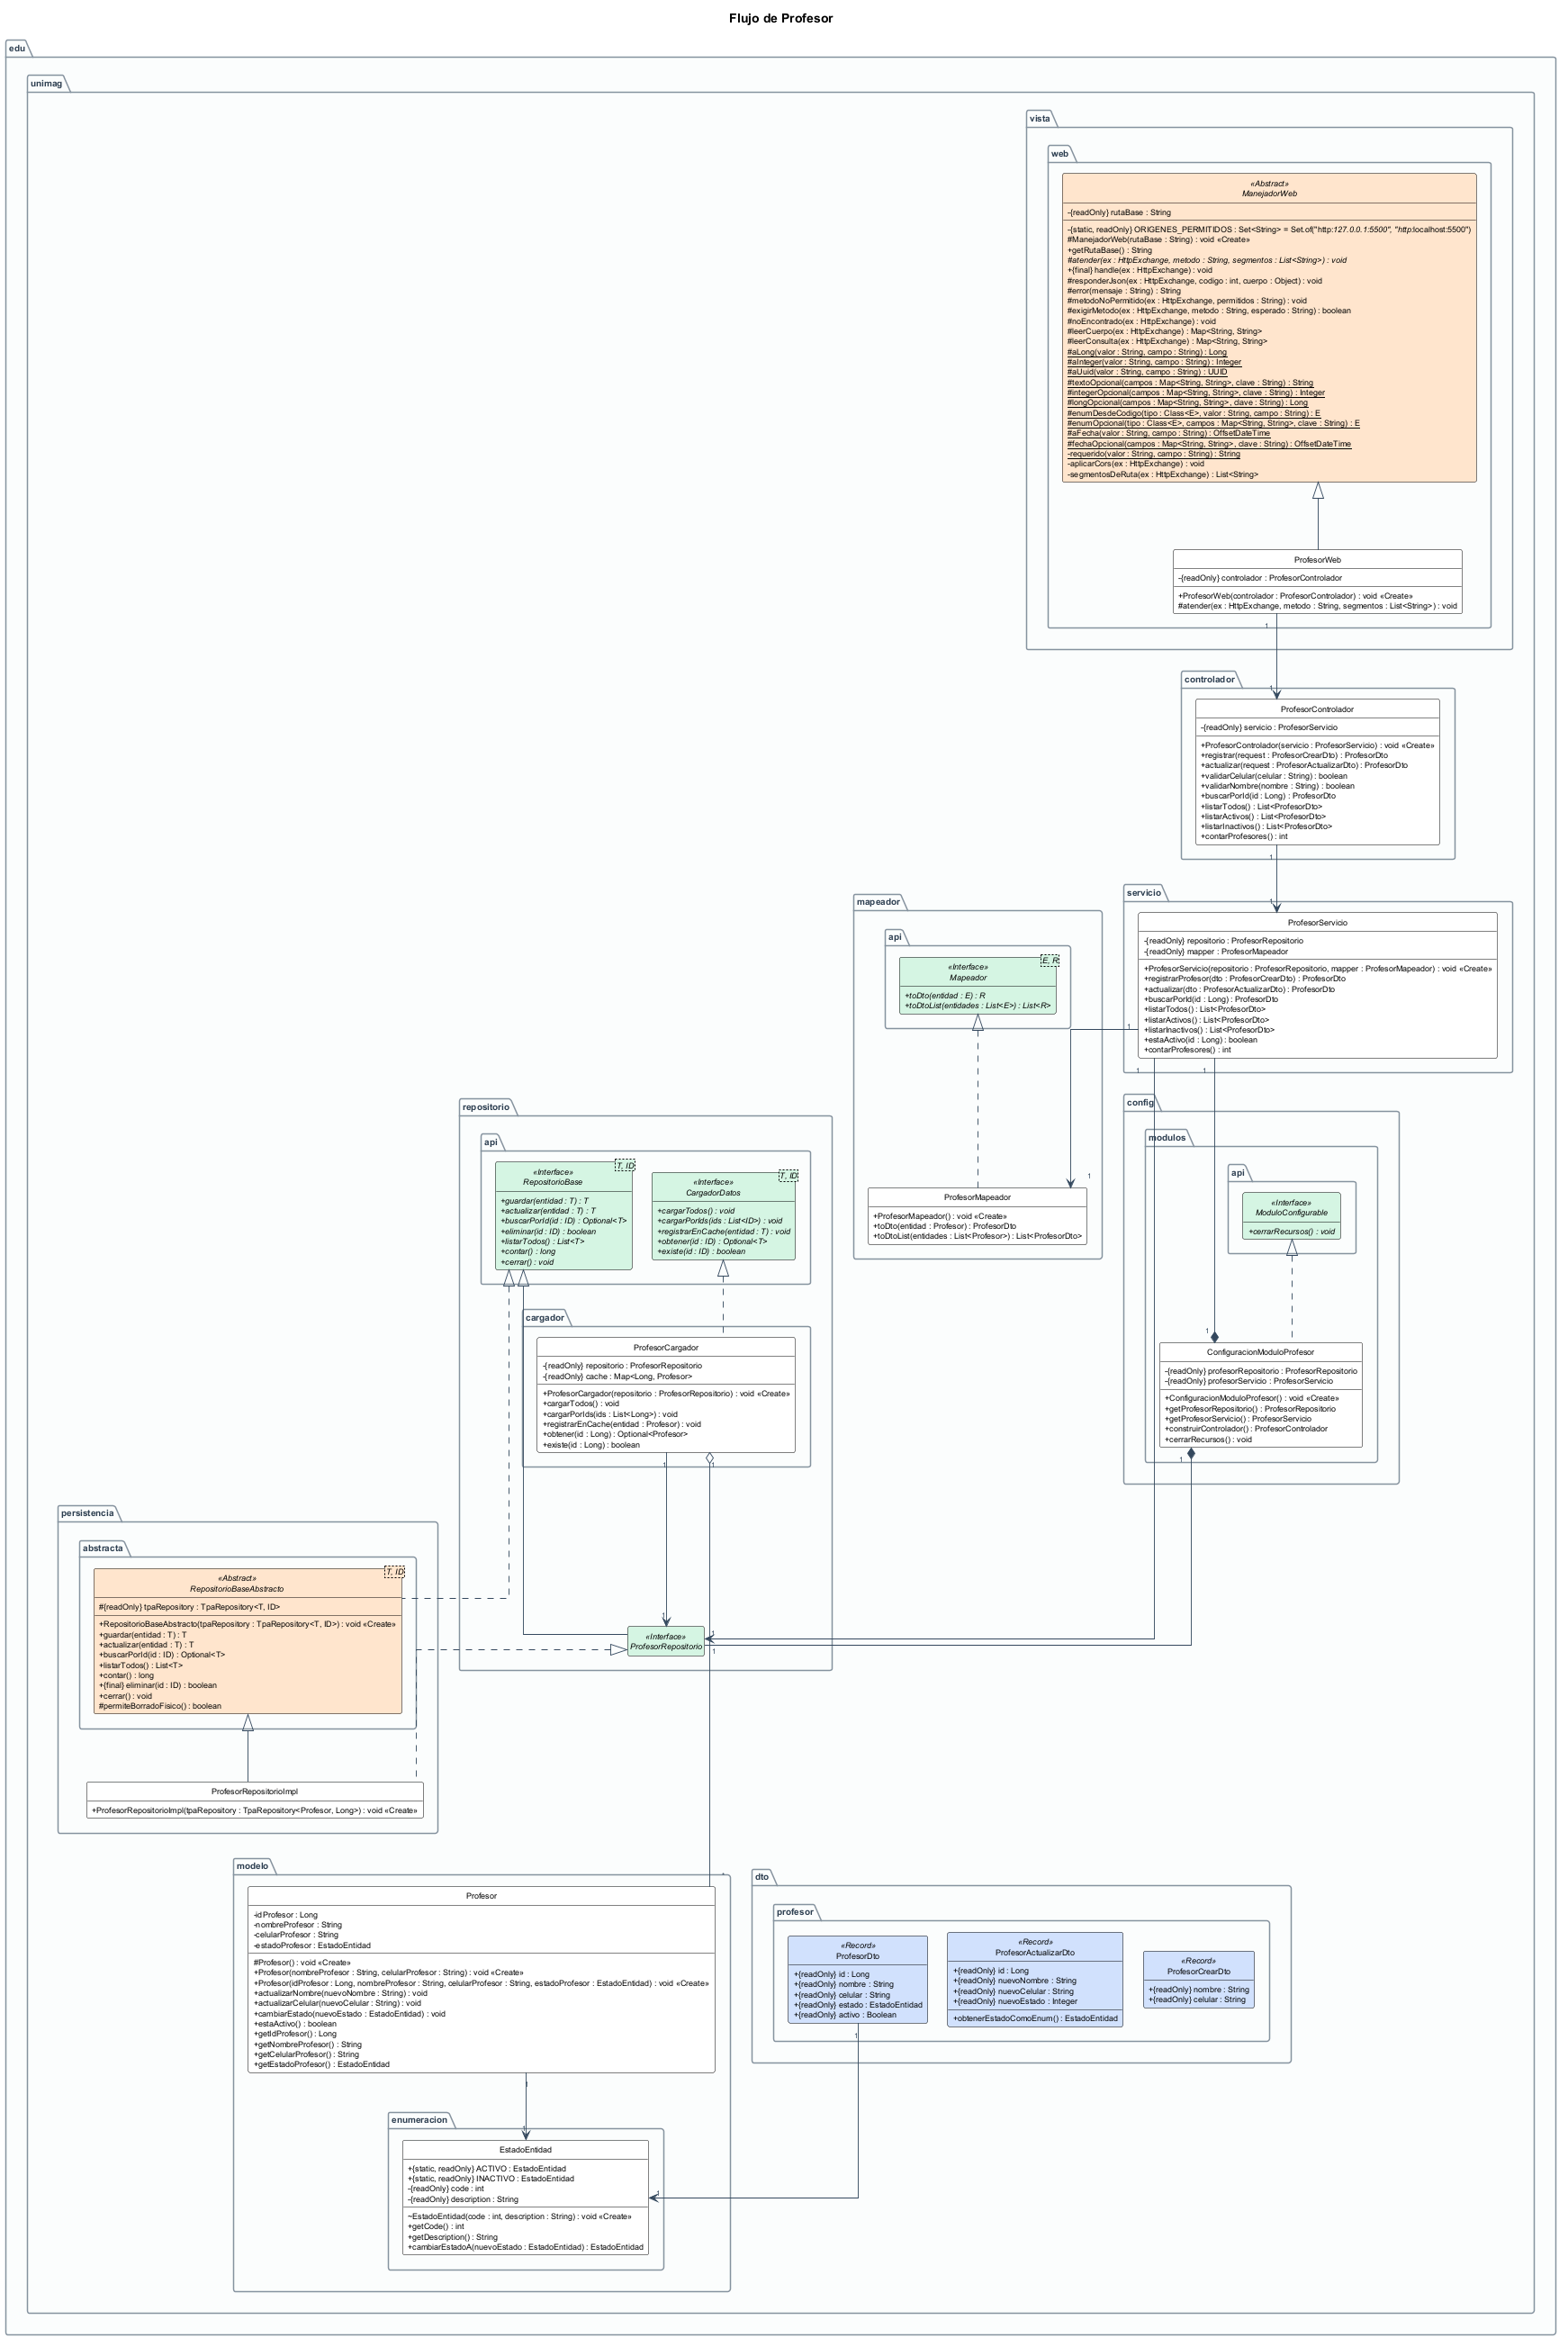 Flujo de Profesor
edu
unimag
vista
web
«Abstract»
ManejadorWeb
-{readOnly} rutaBase : String
-{static, readOnly} ORIGENES_PERMITIDOS : Set<String> = Set.of("http:127.0.0.1:5500", "http:localhost:5500")
#ManejadorWeb(rutaBase : String) : void «Create»
+getRutaBase() : String
#atender(ex : HttpExchange, metodo : String, segmentos : List<String>) : void
+{final} handle(ex : HttpExchange) : void
#responderJson(ex : HttpExchange, codigo : int, cuerpo : Object) : void
#error(mensaje : String) : String
#metodoNoPermitido(ex : HttpExchange, permitidos : String) : void
#exigirMetodo(ex : HttpExchange, metodo : String, esperado : String) : boolean
#noEncontrado(ex : HttpExchange) : void
#leerCuerpo(ex : HttpExchange) : Map<String, String>
#leerConsulta(ex : HttpExchange) : Map<String, String>
#aLong(valor : String, campo : String) : Long
#aInteger(valor : String, campo : String) : Integer
#aUuid(valor : String, campo : String) : UUID
#textoOpcional(campos : Map<String, String>, clave : String) : String
#integerOpcional(campos : Map<String, String>, clave : String) : Integer
#longOpcional(campos : Map<String, String>, clave : String) : Long
#enumDesdeCodigo(tipo : Class<E>, valor : String, campo : String) : E
#enumOpcional(tipo : Class<E>, campos : Map<String, String>, clave : String) : E
#aFecha(valor : String, campo : String) : OffsetDateTime
#fechaOpcional(campos : Map<String, String>, clave : String) : OffsetDateTime
-requerido(valor : String, campo : String) : String
-aplicarCors(ex : HttpExchange) : void
-segmentosDeRuta(ex : HttpExchange) : List<String>
ProfesorWeb
-{readOnly} controlador : ProfesorControlador
+ProfesorWeb(controlador : ProfesorControlador) : void «Create»
#atender(ex : HttpExchange, metodo : String, segmentos : List<String>) : void
1
controlador
1
ProfesorControlador
-{readOnly} servicio : ProfesorServicio
+ProfesorControlador(servicio : ProfesorServicio) : void «Create»
+registrar(request : ProfesorCrearDto) : ProfesorDto
+actualizar(request : ProfesorActualizarDto) : ProfesorDto
+validarCelular(celular : String) : boolean
+validarNombre(nombre : String) : boolean
+buscarPorId(id : Long) : ProfesorDto
+listarTodos() : List<ProfesorDto>
+listarActivos() : List<ProfesorDto>
+listarInactivos() : List<ProfesorDto>
+contarProfesores() : int
1
servicio
1
ProfesorServicio
-{readOnly} repositorio : ProfesorRepositorio
-{readOnly} mapper : ProfesorMapeador
+ProfesorServicio(repositorio : ProfesorRepositorio, mapper : ProfesorMapeador) : void «Create»
+registrarProfesor(dto : ProfesorCrearDto) : ProfesorDto
+actualizar(dto : ProfesorActualizarDto) : ProfesorDto
+buscarPorId(id : Long) : ProfesorDto
+listarTodos() : List<ProfesorDto>
+listarActivos() : List<ProfesorDto>
+listarInactivos() : List<ProfesorDto>
+estaActivo(id : Long) : boolean
+contarProfesores() : int
1
1
1
mapeador
api
E, R
«Interface»
Mapeador
+toDto(entidad : E) : R
+toDtoList(entidades : List<E>) : List<R>
1
ProfesorMapeador
+ProfesorMapeador() : void «Create»
+toDto(entidad : Profesor) : ProfesorDto
+toDtoList(entidades : List<Profesor>) : List<ProfesorDto>
config
modulos
api
«Interface»
ModuloConfigurable
+cerrarRecursos() : void
1
ConfiguracionModuloProfesor
-{readOnly} profesorRepositorio : ProfesorRepositorio
-{readOnly} profesorServicio : ProfesorServicio
+ConfiguracionModuloProfesor() : void «Create»
+getProfesorRepositorio() : ProfesorRepositorio
+getProfesorServicio() : ProfesorServicio
+construirControlador() : ProfesorControlador
+cerrarRecursos() : void
1
repositorio
api
T, ID
«Interface»
RepositorioBase
+guardar(entidad : T) : T
+actualizar(entidad : T) : T
+buscarPorId(id : ID) : Optional<T>
+eliminar(id : ID) : boolean
+listarTodos() : List<T>
+contar() : long
+cerrar() : void
T, ID
«Interface»
CargadorDatos
+cargarTodos() : void
+cargarPorIds(ids : List<ID>) : void
+registrarEnCache(entidad : T) : void
+obtener(id : ID) : Optional<T>
+existe(id : ID) : boolean
cargador
ProfesorCargador
-{readOnly} repositorio : ProfesorRepositorio
-{readOnly} cache : Map<Long, Profesor>
+ProfesorCargador(repositorio : ProfesorRepositorio) : void «Create»
+cargarTodos() : void
+cargarPorIds(ids : List<Long>) : void
+registrarEnCache(entidad : Profesor) : void
+obtener(id : Long) : Optional<Profesor>
+existe(id : Long) : boolean
1
1
1
1
1
«Interface»
ProfesorRepositorio
persistencia
abstracta
T, ID
«Abstract»
RepositorioBaseAbstracto
#{readOnly} tpaRepository : TpaRepository<T, ID>
+RepositorioBaseAbstracto(tpaRepository : TpaRepository<T, ID>) : void «Create»
+guardar(entidad : T) : T
+actualizar(entidad : T) : T
+buscarPorId(id : ID) : Optional<T>
+listarTodos() : List<T>
+contar() : long
+{final} eliminar(id : ID) : boolean
+cerrar() : void
#permiteBorradoFisico() : boolean
ProfesorRepositorioImpl
+ProfesorRepositorioImpl(tpaRepository : TpaRepository<Profesor, Long>) : void «Create»
modelo
*
Profesor
-idProfesor : Long
-nombreProfesor : String
-celularProfesor : String
-estadoProfesor : EstadoEntidad
#Profesor() : void «Create»
+Profesor(nombreProfesor : String, celularProfesor : String) : void «Create»
+Profesor(idProfesor : Long, nombreProfesor : String, celularProfesor : String, estadoProfesor : EstadoEntidad) : void «Create»
+actualizarNombre(nuevoNombre : String) : void
+actualizarCelular(nuevoCelular : String) : void
+cambiarEstado(nuevoEstado : EstadoEntidad) : void
+estaActivo() : boolean
+getIdProfesor() : Long
+getNombreProfesor() : String
+getCelularProfesor() : String
+getEstadoProfesor() : EstadoEntidad
1
enumeracion
1
EstadoEntidad
+{static, readOnly} ACTIVO : EstadoEntidad
+{static, readOnly} INACTIVO : EstadoEntidad
-{readOnly} code : int
-{readOnly} description : String
~EstadoEntidad(code : int, description : String) : void «Create»
+getCode() : int
+getDescription() : String
+cambiarEstadoA(nuevoEstado : EstadoEntidad) : EstadoEntidad
1
dto
profesor
«Record»
ProfesorDto
+{readOnly} id : Long
+{readOnly} nombre : String
+{readOnly} celular : String
+{readOnly} estado : EstadoEntidad
+{readOnly} activo : Boolean
1
«Record»
ProfesorActualizarDto
+{readOnly} id : Long
+{readOnly} nuevoNombre : String
+{readOnly} nuevoCelular : String
+{readOnly} nuevoEstado : Integer
+obtenerEstadoComoEnum() : EstadoEntidad
«Record»
ProfesorCrearDto
+{readOnly} nombre : String
+{readOnly} celular : String